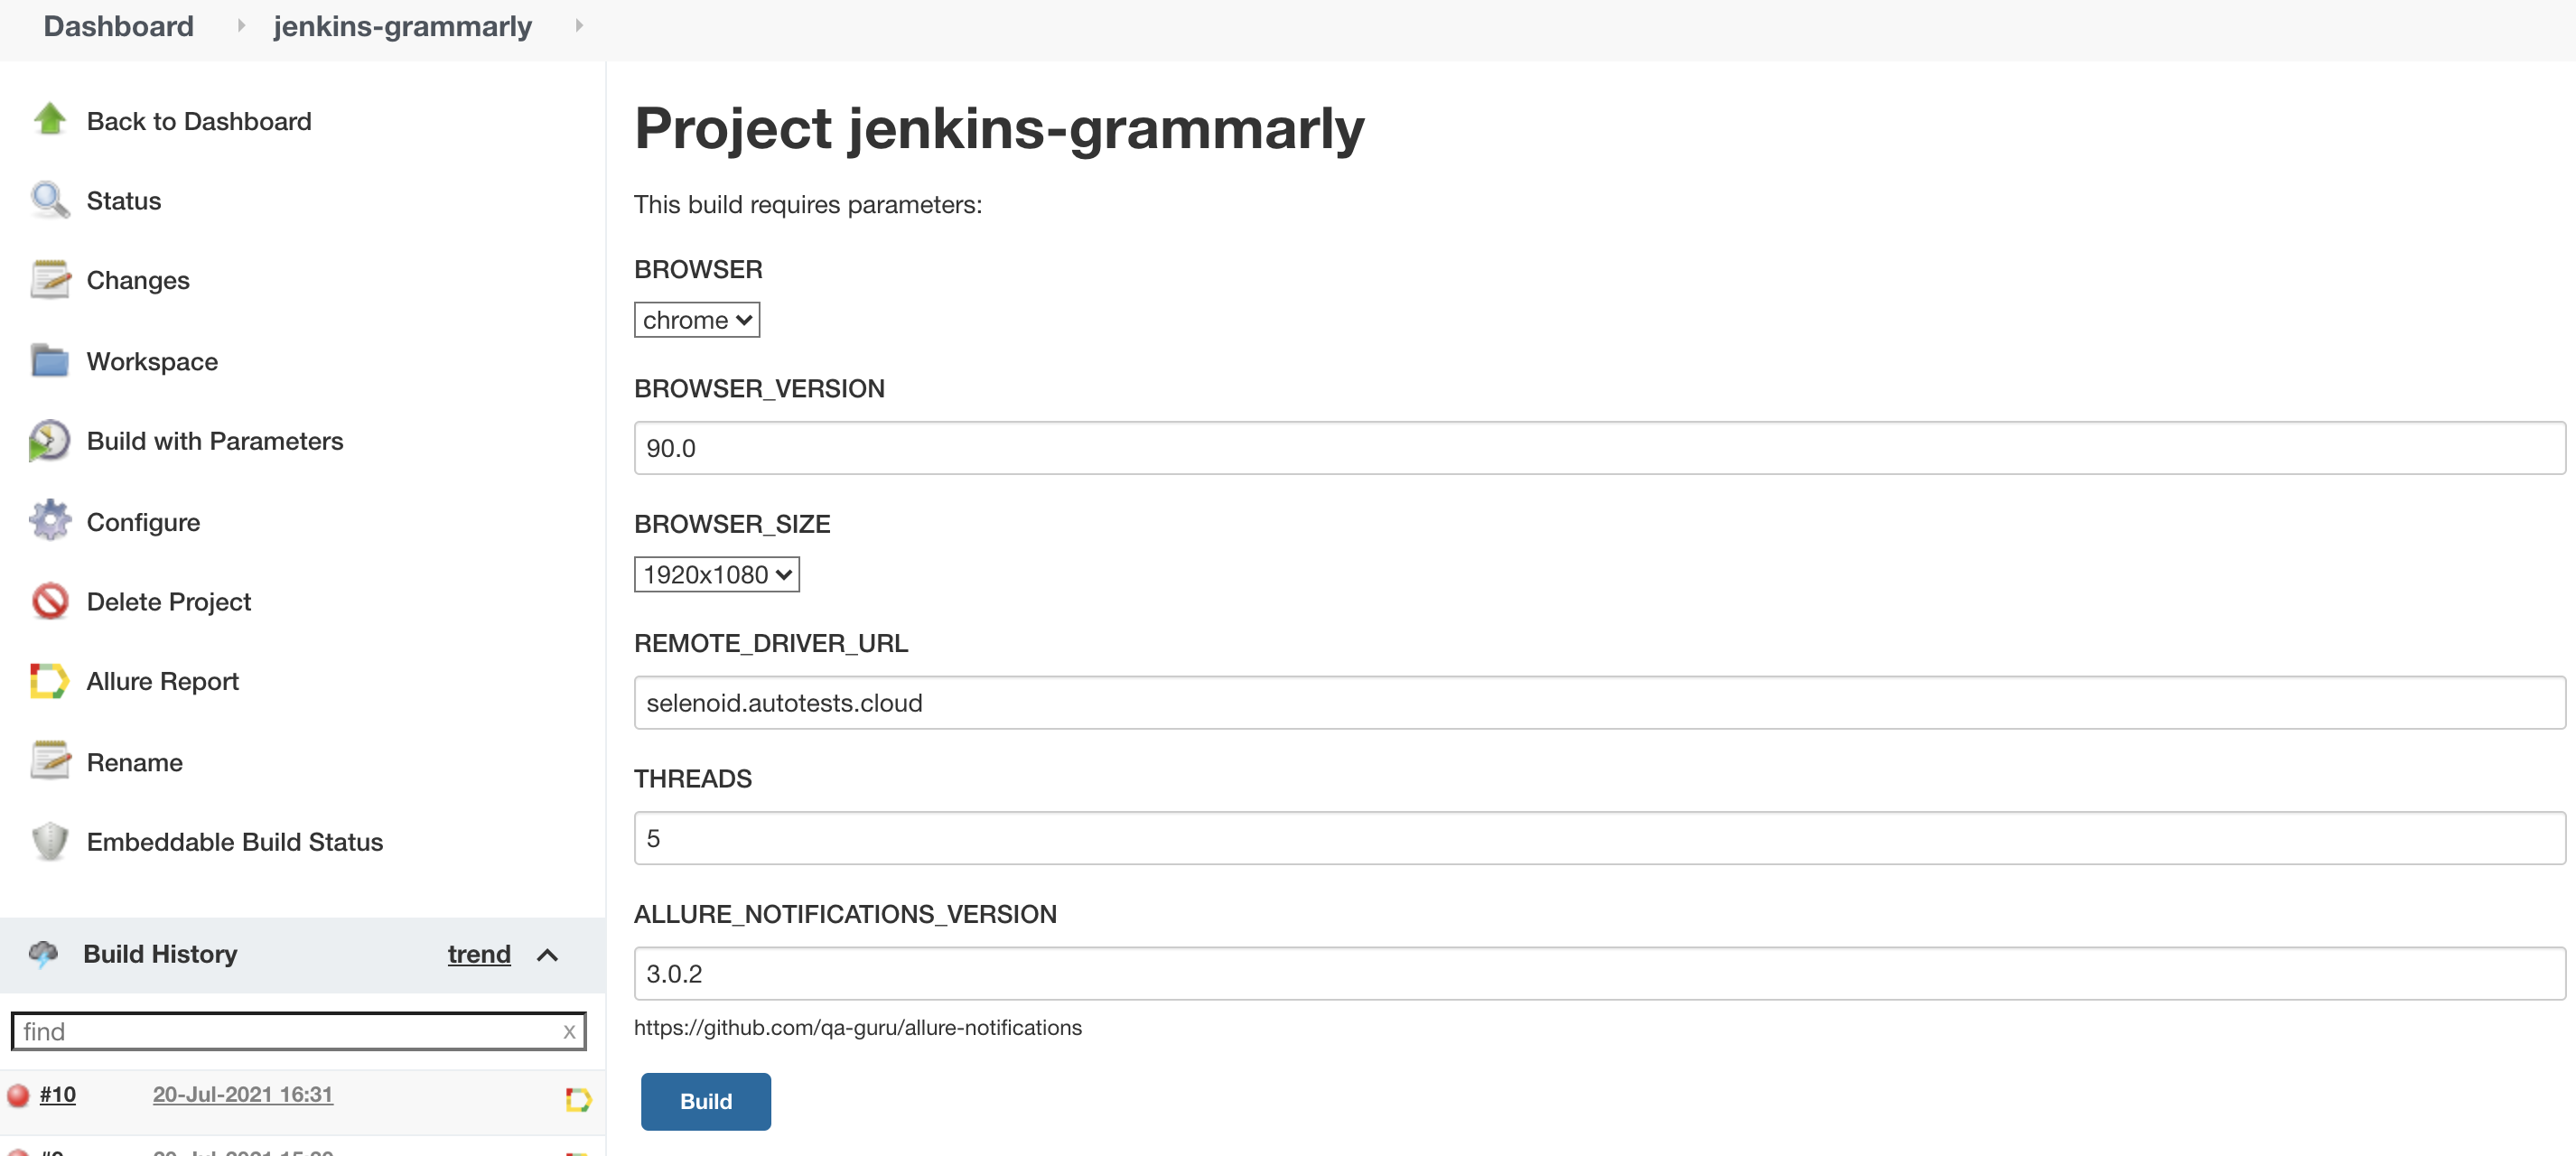 Dashboard jenkins-grammarly
Back to Dashboard
Status
Changes
Workspace
Build with Parameters
Configure
Delete Project
Allure Report
Rename
Embeddable Build Status
Build History trend
find x
#10 20-Jul-2021 16:31
Project jenkins-grammarly
This build requires parameters:
BROWSER
chrome
BROWSER_VERSION
90.0
BROWSER_SIZE
1920x1080
REMOTE_DRIVER_URL
selenoid.autotests.cloud
THREADS
5
ALLURE_NOTIFICATIONS_VERSION
3.0.2
https://github.com/qa-guru/allure-notifications
Build